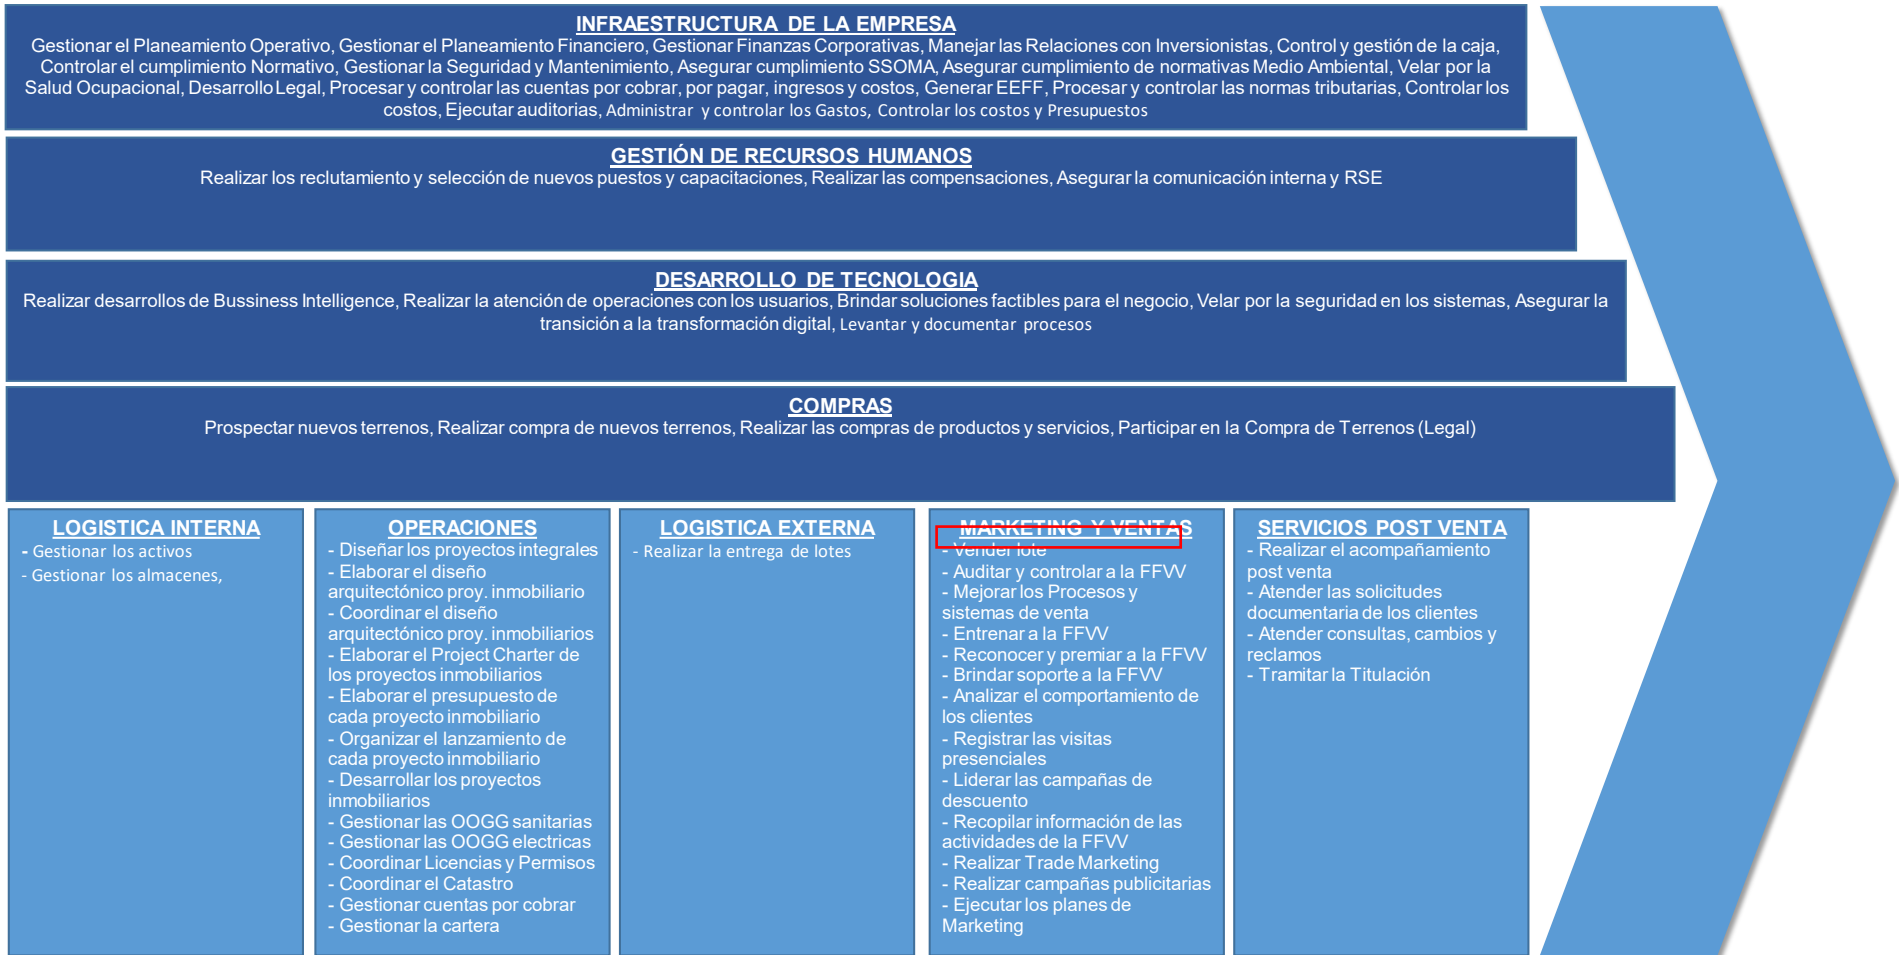 INFRAESTRUCTURA DE LA EMPRESA
Gestionar el Planeamiento Operativo, Gestionar el Planeamiento Financiero, Gestionar Finanzas Corporativas, Manejar las Relaciones con Inversionistas, Control y gestión de la caja,
Controlar el cumplimiento Normativo, Gestionar la Seguridad y Mantenimiento, Asegurar cumplimiento SSOMA, Asegurar cumplimiento de normativas Medio Ambiental, Velar por la
Salud Ocupacional, Desarrollo Legal, Procesar y controlar las cuentas por cobrar, por pagar, ingresos y costos, Generar EEFF, Procesar y controlar las normas tributarias, Controlar los
costos, Ejecutar auditorias, Administrar y controlar los Gastos, Controlar los costos y Presupuestos
GESTIÓN DE RECURSOS HUMANOS
Realizar los reclutamiento y selección de nuevos puestos y capacitaciones, Realizar las compensaciones, Asegurar la comunicación interna y RSE
DESARROLLO DE TECNOLOGIA
Realizar desarrollos de Bussiness Intelligence, Realizar la atención de operaciones con los usuarios, Brindar soluciones factibles para el negocio, Velar por la seguridad en los sistemas, Asegurar la
transición a la transformación digital, Levantar y documentar procesos
COMPRAS
Prospectar nuevos terrenos, Realizar compra de nuevos terrenos, Realizar las compras de productos y servicios, Participar en la Compra de Terrenos (Legal)
LOGISTICA INTERNA
- Gestionar los activos
- Gestionar los almacenes,
OPERACIONES
- Diseñar los proyectos integrales
- Elaborar el diseño
arquitectónico proy. inmobiliario
- Coordinar el diseño
arquitectónico proy. inmobiliarios
- Elaborar el Project Charter de
los proyectos inmobiliarios
- Elaborar el presupuesto de
cada proyecto inmobiliario
- Organizar el lanzamiento de
cada proyecto inmobiliario
- Desarrollar los proyectos
inmobiliarios
- Gestionar las OOGG sanitarias
- Gestionar las OOGG electricas
- Coordinar Licencias y Permisos
- Coordinar el Catastro
- Gestionar cuentas por cobrar
- Gestionar la cartera
LOGISTICA EXTERNA
- Realizar la entrega de lotes
MARKETING Y VENTAS
- Vender lote
- Auditar y controlar a la FFVV
- Mejorar los Procesos y
sistemas de venta
- Entrenar a la FFVV
- Reconocer y premiar a la FFVV
- Brindar soporte a la FFVV
- Analizar el comportamiento de
los clientes
- Registrar las visitas
presenciales
- Liderar las campañas de
descuento
- Recopilar información de las
actividades de la FFVV
- Realizar Trade Marketing
- Realizar campañas publicitarias
- Ejecutar los planes de
Marketing
SERVICIOS POST VENTA
- Realizar el acompañamiento
post venta
- Atender las solicitudes
documentaria de los clientes
- Atender consultas, cambios y
reclamos
- Tramitar la Titulación